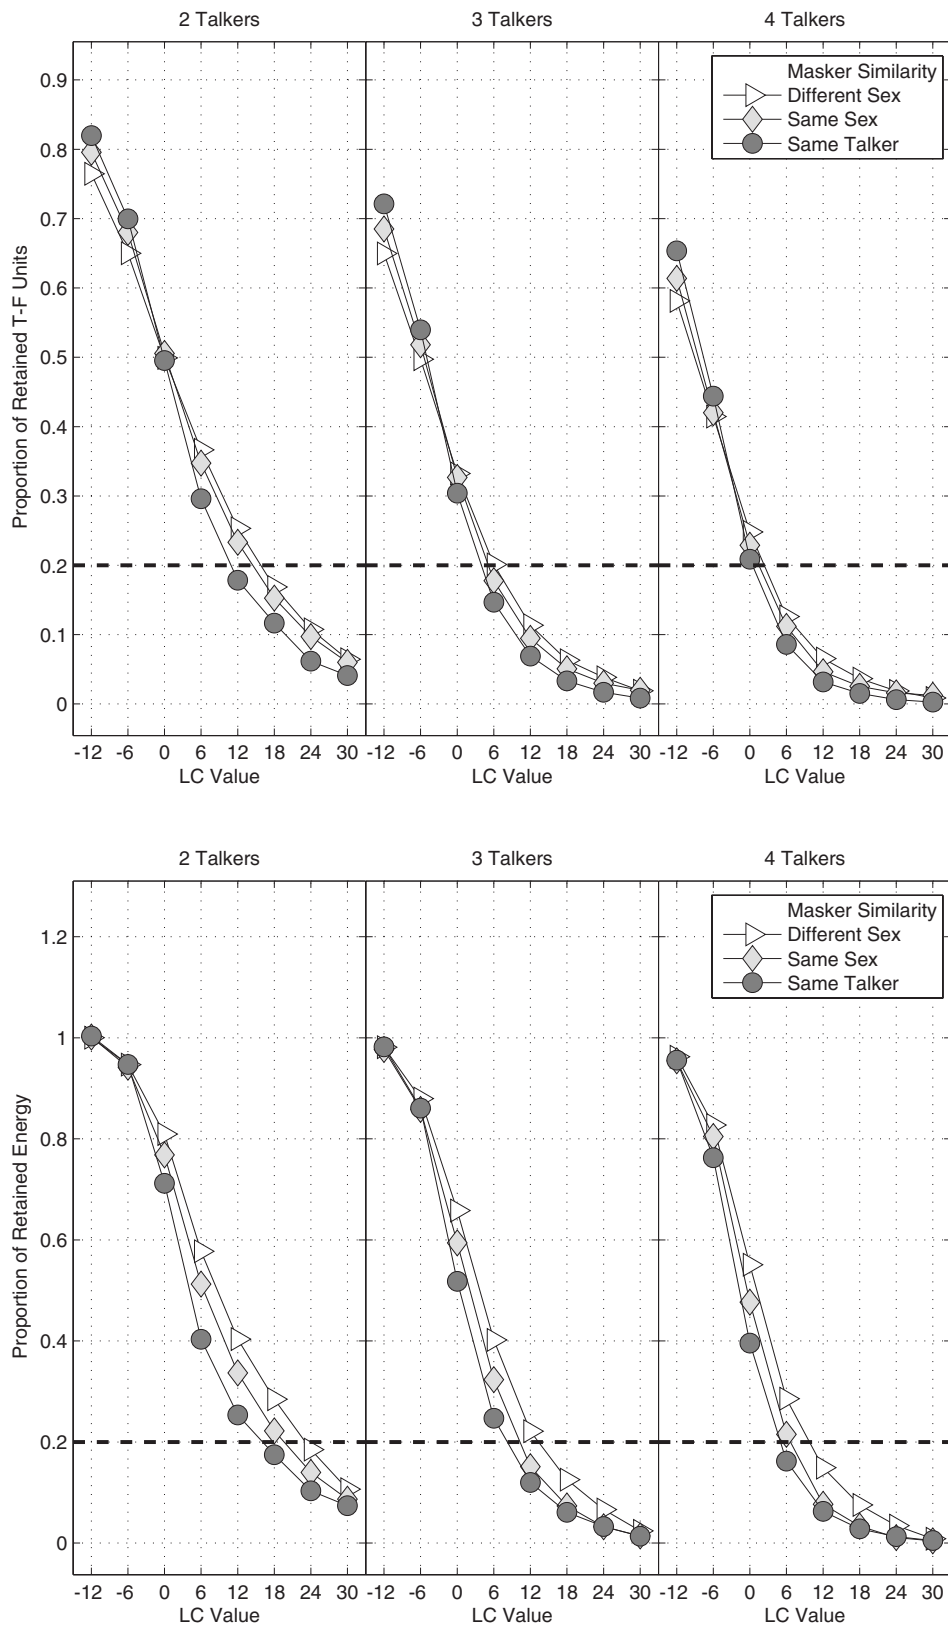 2 Talkers
3 Talkers
4 Talkers
Masker Similarity
Different Sex
Same Sex
Same Talker
Proportion of Retained T-F Units
0.9
0.8
0.7
0.6
0.5
0.4
0.3
0.2
0.1
0
-12 -6 0 6 12 18 24 30
-12 -6 0 6 12 18 24 30
-12 -6 0 6 12 18 24 30
LC Value
LC Value
LC Value
2 Talkers
3 Talkers
4 Talkers
Masker Similarity
Different Sex
Same Sex
Same Talker
Proportion of Retained Energy
1.2
1
0.8
0.6
0.4
0.2
0
-12 -6 0 6 12 18 24 30
-12 -6 0 6 12 18 24 30
-12 -6 0 6 12 18 24 30
LC Value
LC Value
LC Value